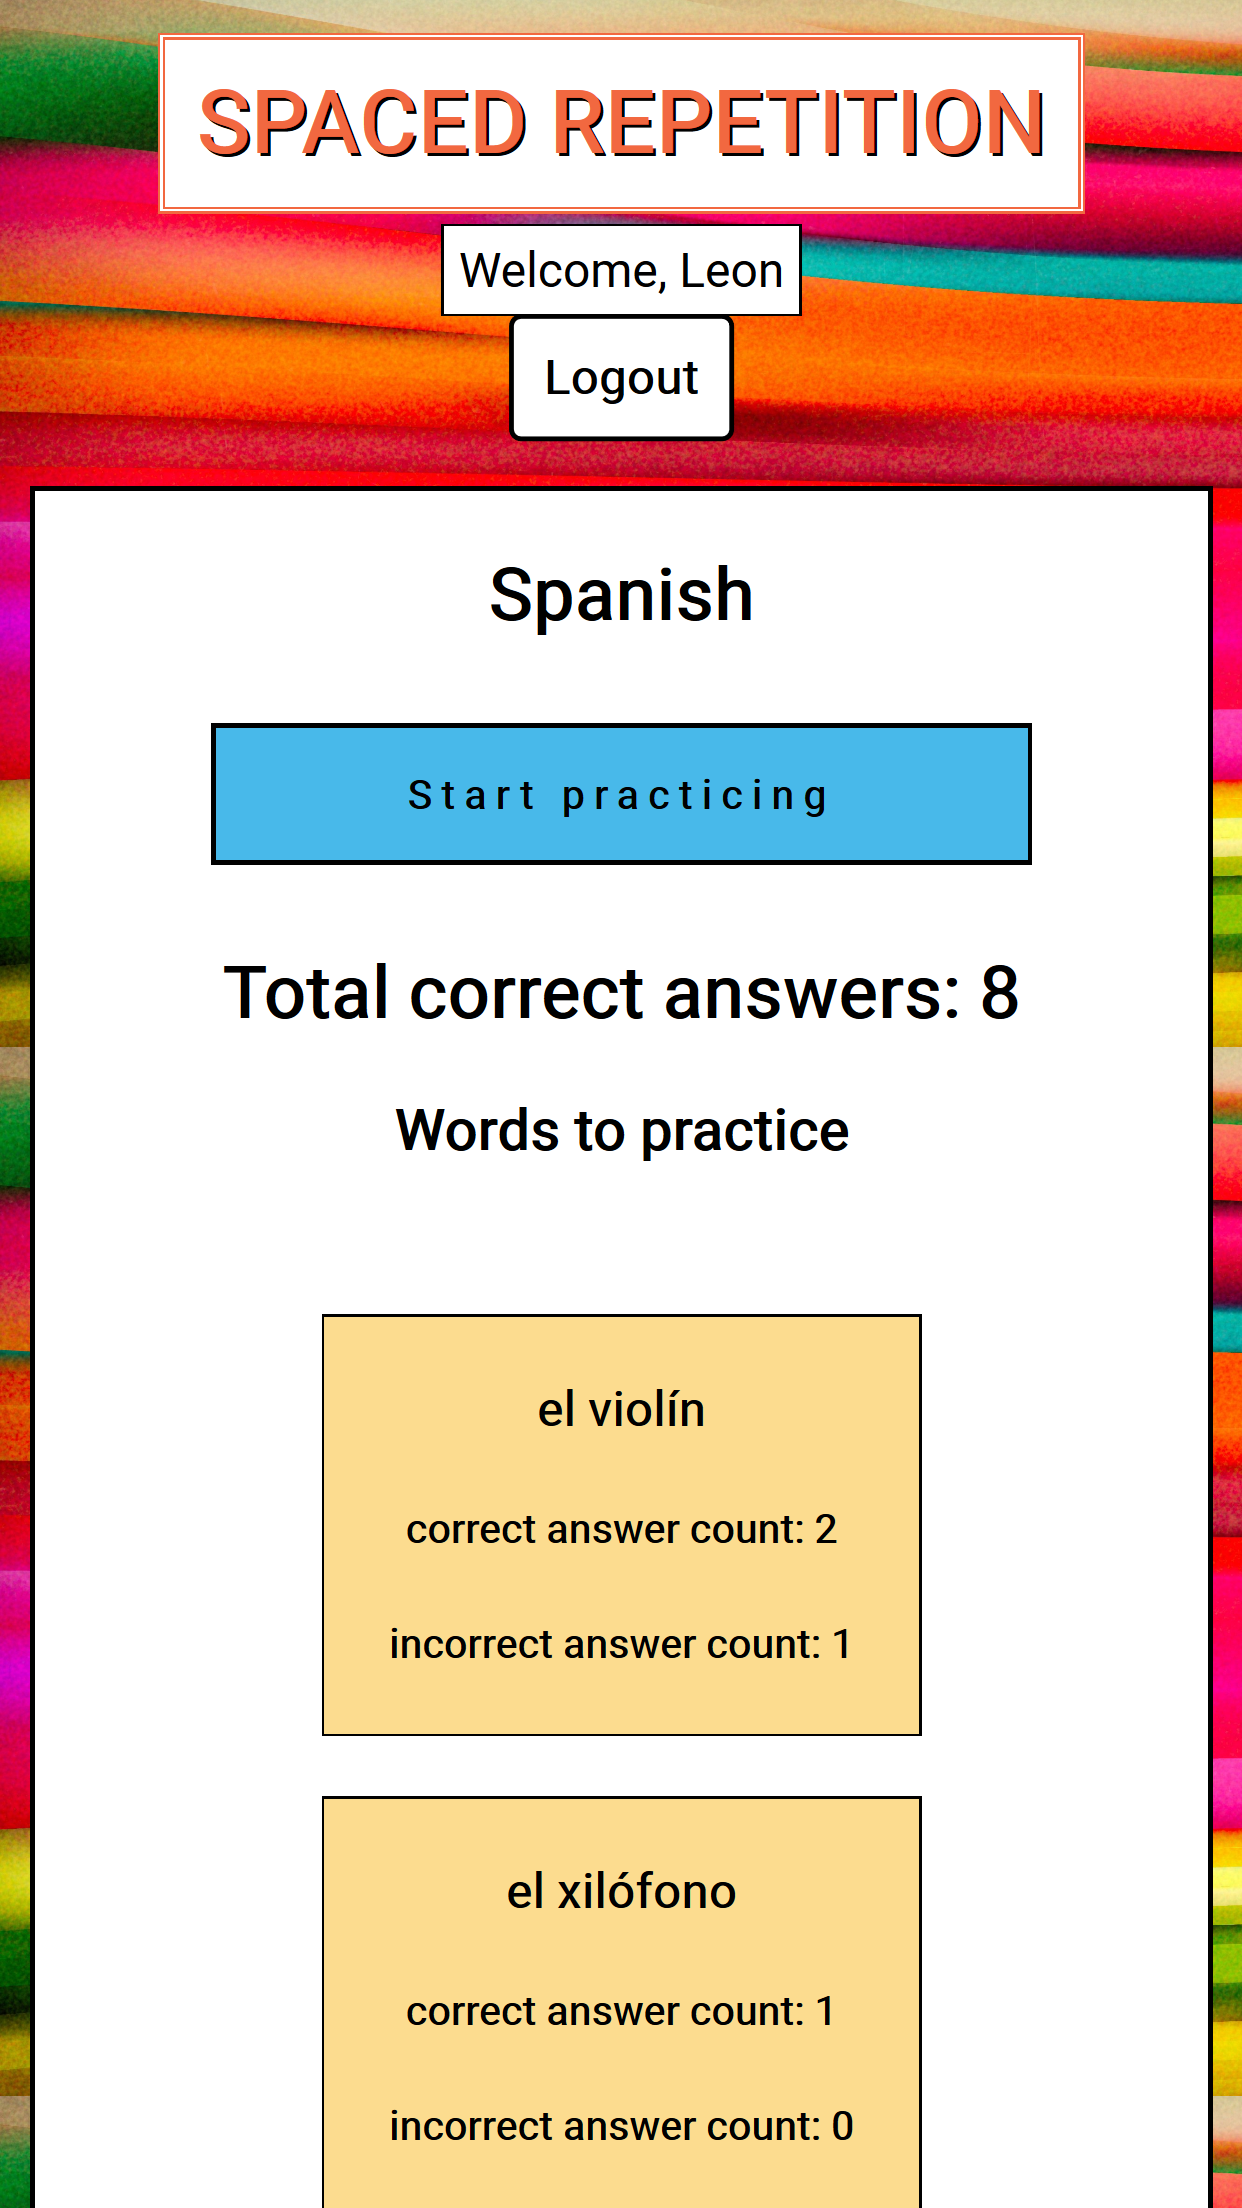 SPACED REPETITION
Welcome, Leon
Logout
Spanish
Start practicing
Total correct answers: 8
Words to practice
el violín
correct answer count: 2
incorrect answer count: 1
el xilófono
correct answer count: 1
incorrect answer count: 0